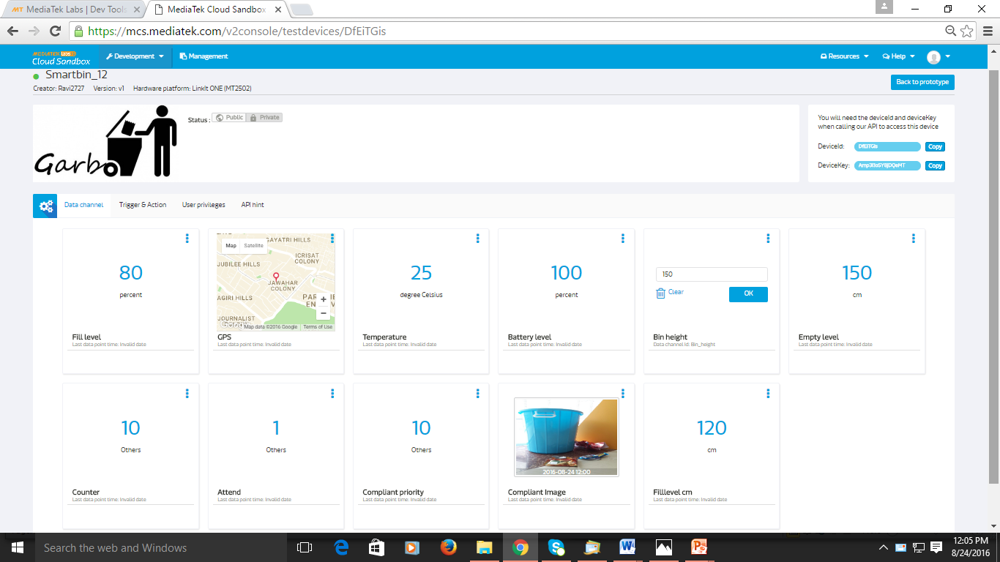 MediaTek Labs | Dev Tools
MediaTek Cloud Sandbox
https://mcs.mediatek.com/v2console/testdevices/DfEiTGis
MEDIATEK labs
Cloud Sandbox
Development
Management
Resources
Help
Smartbin_12
Creator: Ravi2727 Version: v1 Hardware platform: LinkIt ONE (MT2502)
Back to prototype
Garb
Status :
Public
Private
You will need the deviceId and deviceKey
when calling our API to access this device
DeviceId: DfEiTGis Copy
DeviceKey: Copy
Data channel
Trigger & Action
User privileges
API hint
80
percent
Fill level
Last data point time: Invalid date
Map Satellite
GAYATRI HILLS
ICRISAT
COLONY
JUBILEE HILLS
JAWAHAR
COLONY
AGIRI HILLS
JOURNALIST
Google
Map data ©2016 Google Terms of Use
GPS
Last data point time: Invalid date
25
degree Celsius
Temperature
Last data point time: Invalid date
100
percent
Battery level
Last data point time: Invalid date
150
Clear
OK
Bin height
Data channel Id: Bin_height
150
cm
Empty level
Last data point time: Invalid date
10
Others
Counter
Last data point time: Invalid date
1
Others
Attend
Last data point time: Invalid date
10
Others
Compliant priority
Last data point time: Invalid date
2016-08-24 12:00
Compliant Image
Last data point time: Invalid date
120
cm
Filllevel cm
Last data point time: Invalid date
Search the web and Windows
12:05 PM
8/24/2016